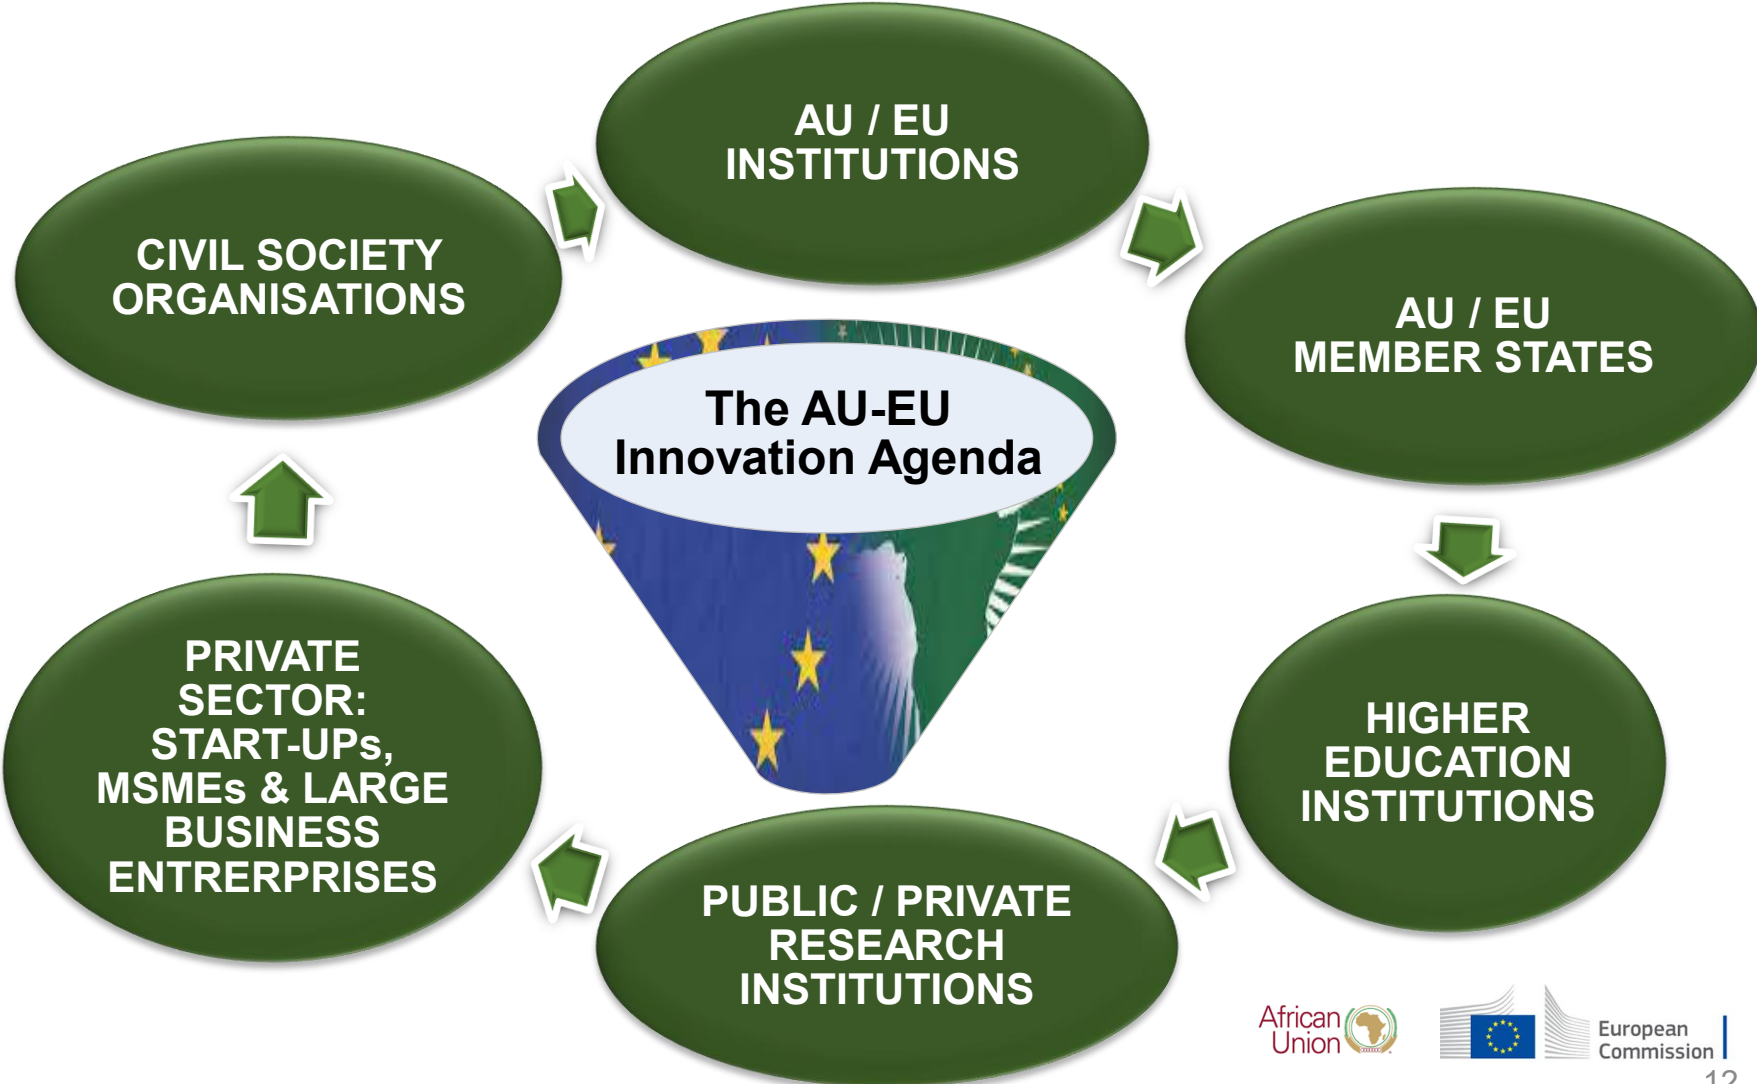 AU / EU
INSTITUTIONS
CIVIL SOCIETY
ORGANISATIONS
AU / EU
MEMBER STATES
The AU-EU
Innovation Agenda
PRIVATE
SECTOR:
START-UPs,
MSMEs & LARGE
BUSINESS
ENTRERPRISES
HIGHER
EDUCATION
INSTITUTIONS
PUBLIC / PRIVATE
RESEARCH
INSTITUTIONS
African
Union
European
Commission
12